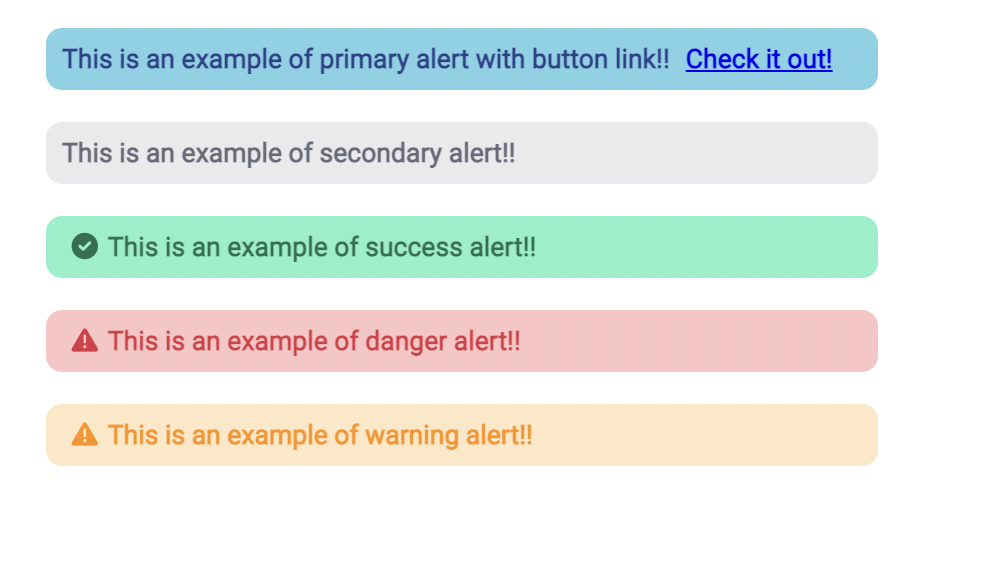 This is an example of primary alert with button link!! Check it out!
This is an example of secondary alert!!
This is an example of success alert!!
This is an example of danger alert!!
This is an example of warning alert!!